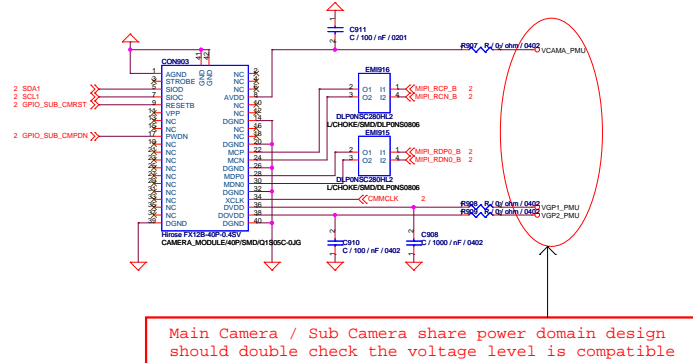 C911
C / 100 / nF / 0201
R907 R / 0 / ohm / 0402
VCAMA_PMU
CON903
AGND
STROBE
SIOD
SIOC
RESETB
NC
VPP
NC
PWDN
NC
NC
NC
NC
NC
NC
NC
NC
NC
NC
DGND
GND
GND
NC
NC
NC
AVDD
NC
NC
DGND
NC
NC
DGND
MCP
MCN
DGND
MDP0
MDN0
DGND
XCLK
DVDD
DOVDD
DGND
2 SDA1
2 SCL1
2 GPIO_SUB_CMRST
2 GPIO_SUB_CMPDN
EMI916
O1 I1
O2 I2
DLP0NSC280HL2
L/CHOKE/SMD/DLP0NS0806
MIPI_RCP_B 2
MIPI_RCN_B 2
EMI915
O1 I1
O2 I2
DLP0NSC280HL2
L/CHOKE/SMD/DLP0NS0806
MIPI_RDP0_B 2
MIPI_RDN0_B 2
CMMCLK 2
R908 R / 0 / ohm / 0402
VGP1_PMU
R / 0 / ohm / 0402
VGP2_PMU
Hirose FX12B-40P-0.4SV
CAMERA_MODULE/40P/SMD/Q1S05C-0JG
C910
C / 100 / nF / 0402
C908
C / 1000 / nF / 0402
Main Camera / Sub Camera share power domain design
should double check the voltage level is compatible